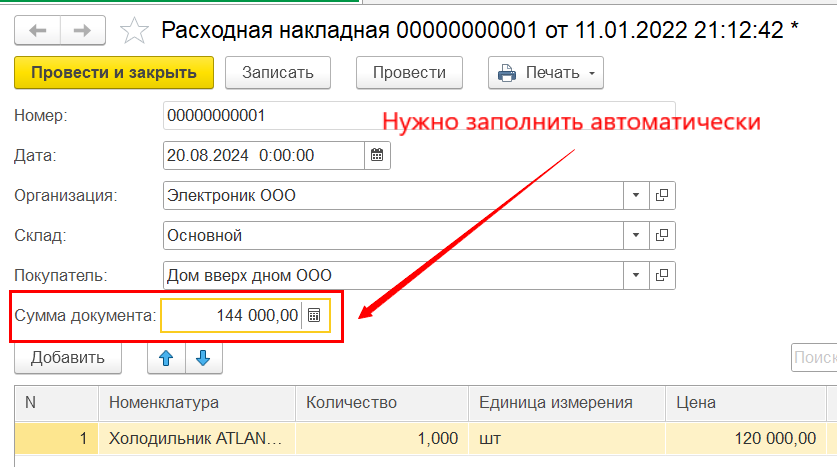 Расходная накладная 00000000001 от 11.01.2022 21:12:42 *
Провести и закрыть Записать Провести Печать
Номер: 00000000001
Нужно заполнить автоматически
Дата: 20.08.2024 0:00:00
Организация: Электроник ООО
Склад: Основной
Покупатель: Дом вверх дном ООО
Сумма документа: 144 000,00
Добавить Поиск
N Номенклатура Количество Единица измерения Цена
1 Холодильник ATLAN... 1,000 шт 120 000,00